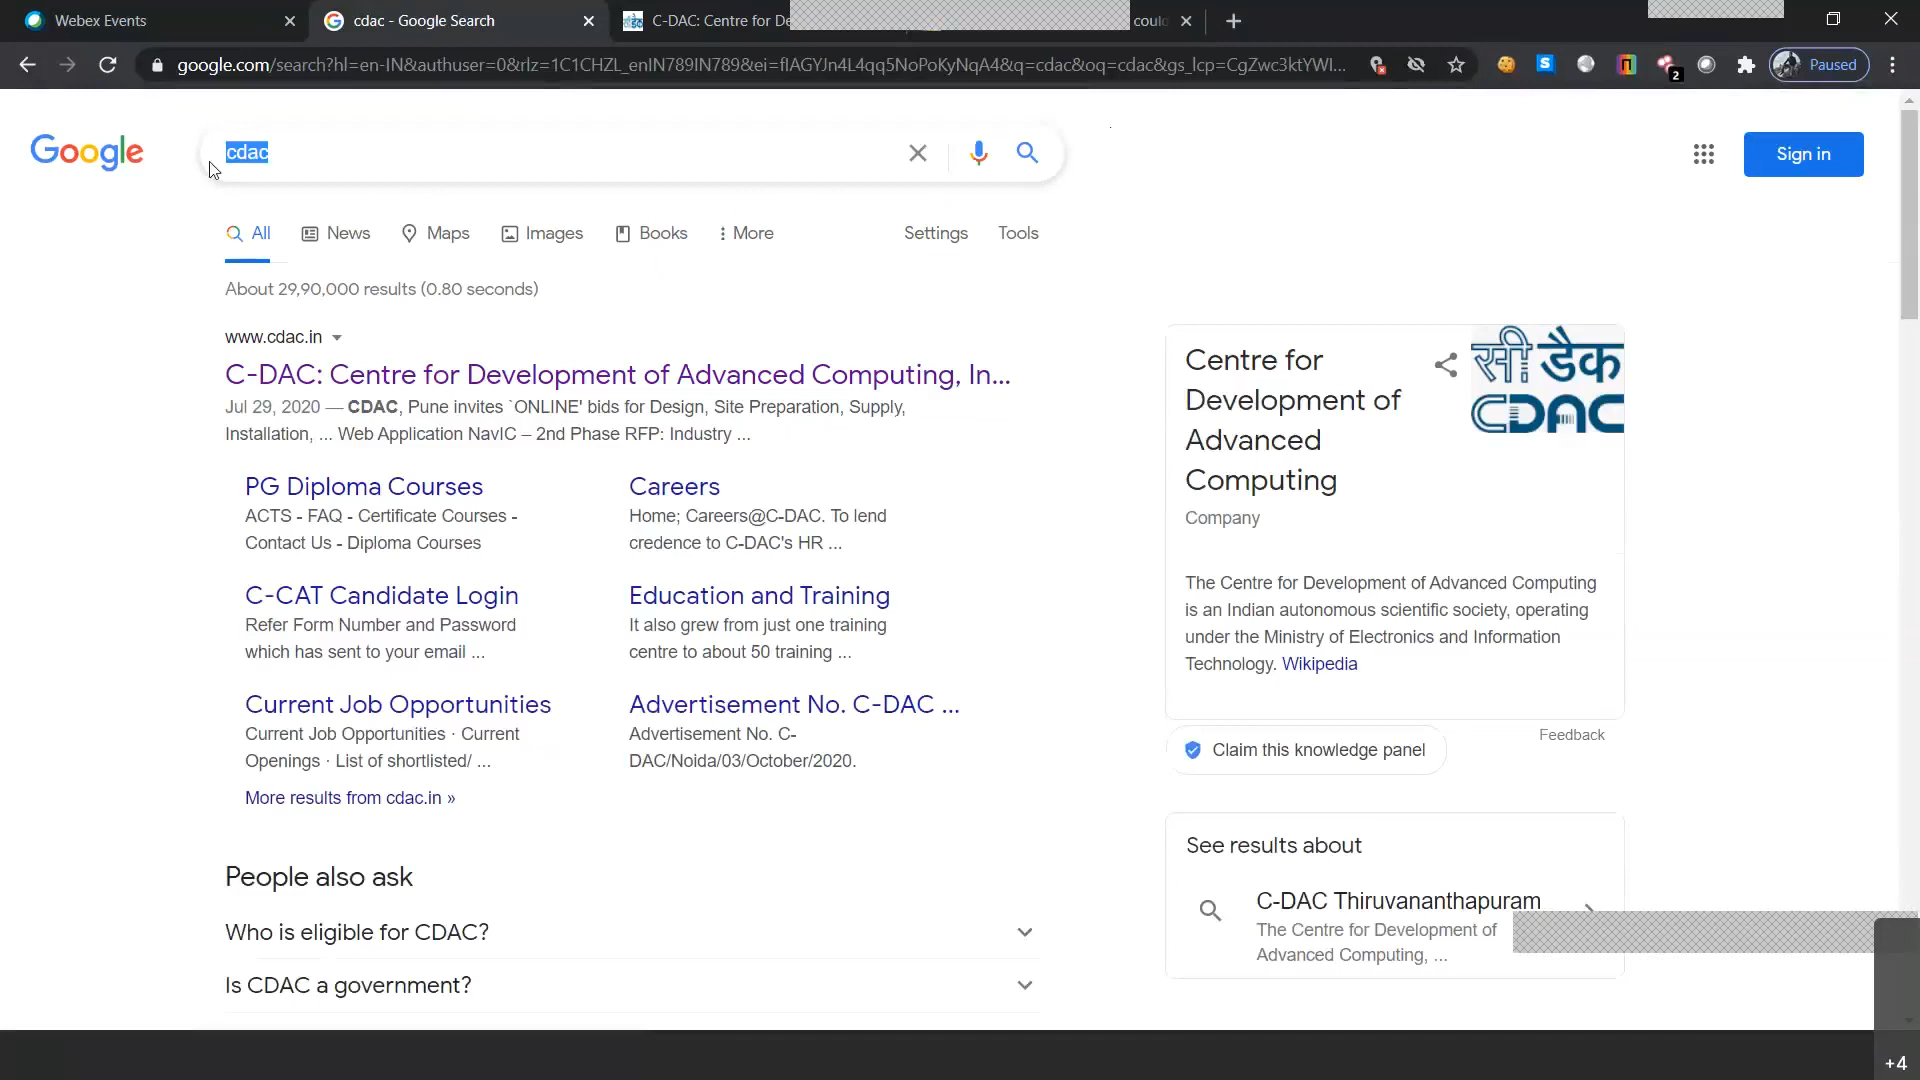 Webex Events
cdac - Google Search
C-DAC: Centre for De
coul
google.com/search?hl=en-IN&authuser=0&rlz=1C1CHZL_enIN789IN789&ei=fIAGYJn4L4qq5NoPoKyNqA4&q=cdac&oq=cdac&gs_lcp=CgZwc3ktYWI...
2
Paused
Google
cdac
Sign in
All
News
Maps
Images
Books
More
Settings
Tools
About 29,90,000 results (0.80 seconds)
www.cdac.in
C-DAC: Centre for Development of Advanced Computing, In...
Jul 29, 2020 — CDAC, Pune invites `ONLINE' bids for Design, Site Preparation, Supply,
Installation, ... Web Application NavIC – 2nd Phase RFP: Industry ...
PG Diploma Courses
ACTS - FAQ - Certificate Courses -
Contact Us - Diploma Courses
Careers
Home; Careers@C-DAC. To lend
credence to C-DAC's HR ...
C-CAT Candidate Login
Refer Form Number and Password
which has sent to your email ...
Education and Training
It also grew from just one training
centre to about 50 training ...
Current Job Opportunities
Current Job Opportunities · Current
Openings · List of shortlisted/ ...
Advertisement No. C-DAC ...
Advertisement No. C-
DAC/Noida/03/October/2020.
More results from cdac.in »
People also ask
Who is eligible for CDAC?
Is CDAC a government?
Centre for
Development of
Advanced
Computing
Company
सी डैक
CDAC
The Centre for Development of Advanced Computing
is an Indian autonomous scientific society, operating
under the Ministry of Electronics and Information
Technology. Wikipedia
Claim this knowledge panel
Feedback
See results about
C-DAC Thiruvananthapuram
The Centre for Development of
Advanced Computing, ...
+4